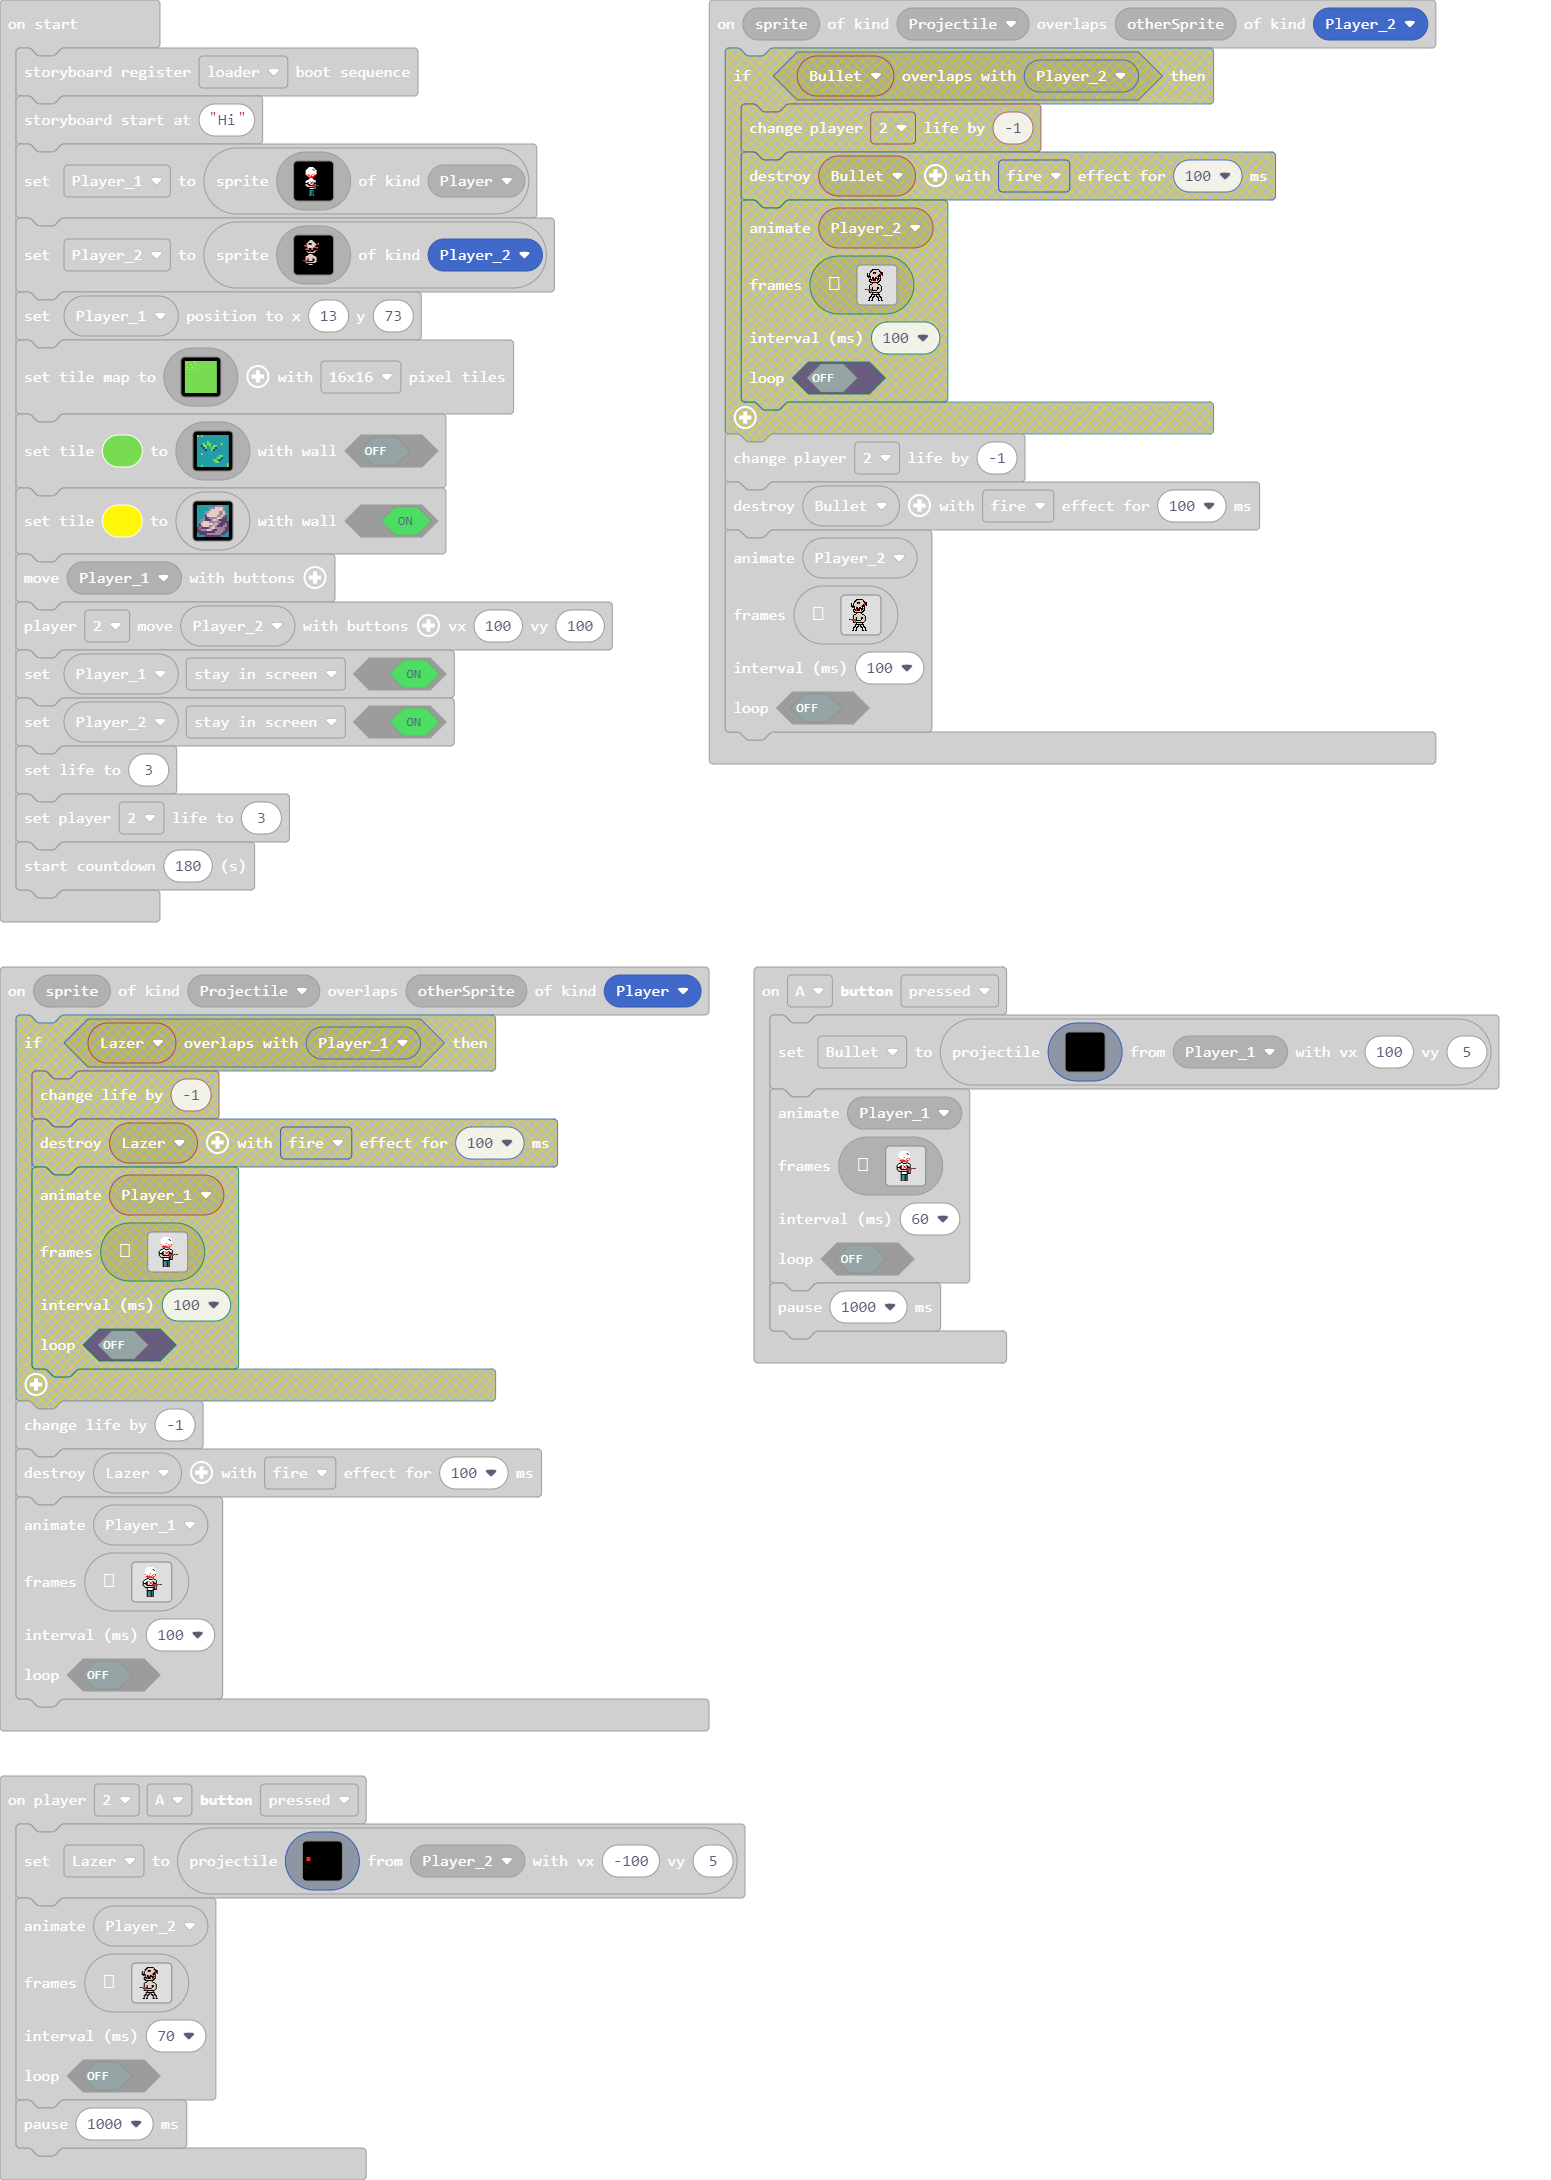 on start
storyboard register loader boot sequence
storyboard start at "Hi"
set Player_1 to sprite of kind Player
set Player_2 to sprite of kind Player_2
set Player_1 position to x 13 y 73
set tile map to with 16x16 pixel tiles
set tile to with wall OFF
set tile to with wall ON
move Player_1 with buttons
player 2 move Player_2 with buttons vx 100 vy 100
set Player_1 stay in screen ON
set Player_2 stay in screen ON
set life to 3
set player 2 life to 3
start countdown 180 (s)
on sprite of kind Projectile overlaps otherSprite of kind Player_2
if Bullet overlaps with Player_2 then
change player 2 life by -1
destroy Bullet with fire effect for 100 ms
animate Player_2
frames
interval (ms) 100
loop OFF
change player 2 life by -1
destroy Bullet with fire effect for 100 ms
animate Player_2
frames
interval (ms) 100
loop OFF
on sprite of kind Projectile overlaps otherSprite of kind Player
if Lazer overlaps with Player_1 then
change life by -1
destroy Lazer with fire effect for 100 ms
animate Player_1
frames
interval (ms) 100
loop OFF
change life by -1
destroy Lazer with fire effect for 100 ms
animate Player_1
frames
interval (ms) 100
loop OFF
on A button pressed
set Bullet to projectile from Player_1 with vx 100 vy 5
animate Player_1
frames
interval (ms) 60
loop OFF
pause 1000 ms
on player 2 A button pressed
set Lazer to projectile from Player_2 with vx -100 vy 5
animate Player_2
frames
interval (ms) 70
loop OFF
pause 1000 ms